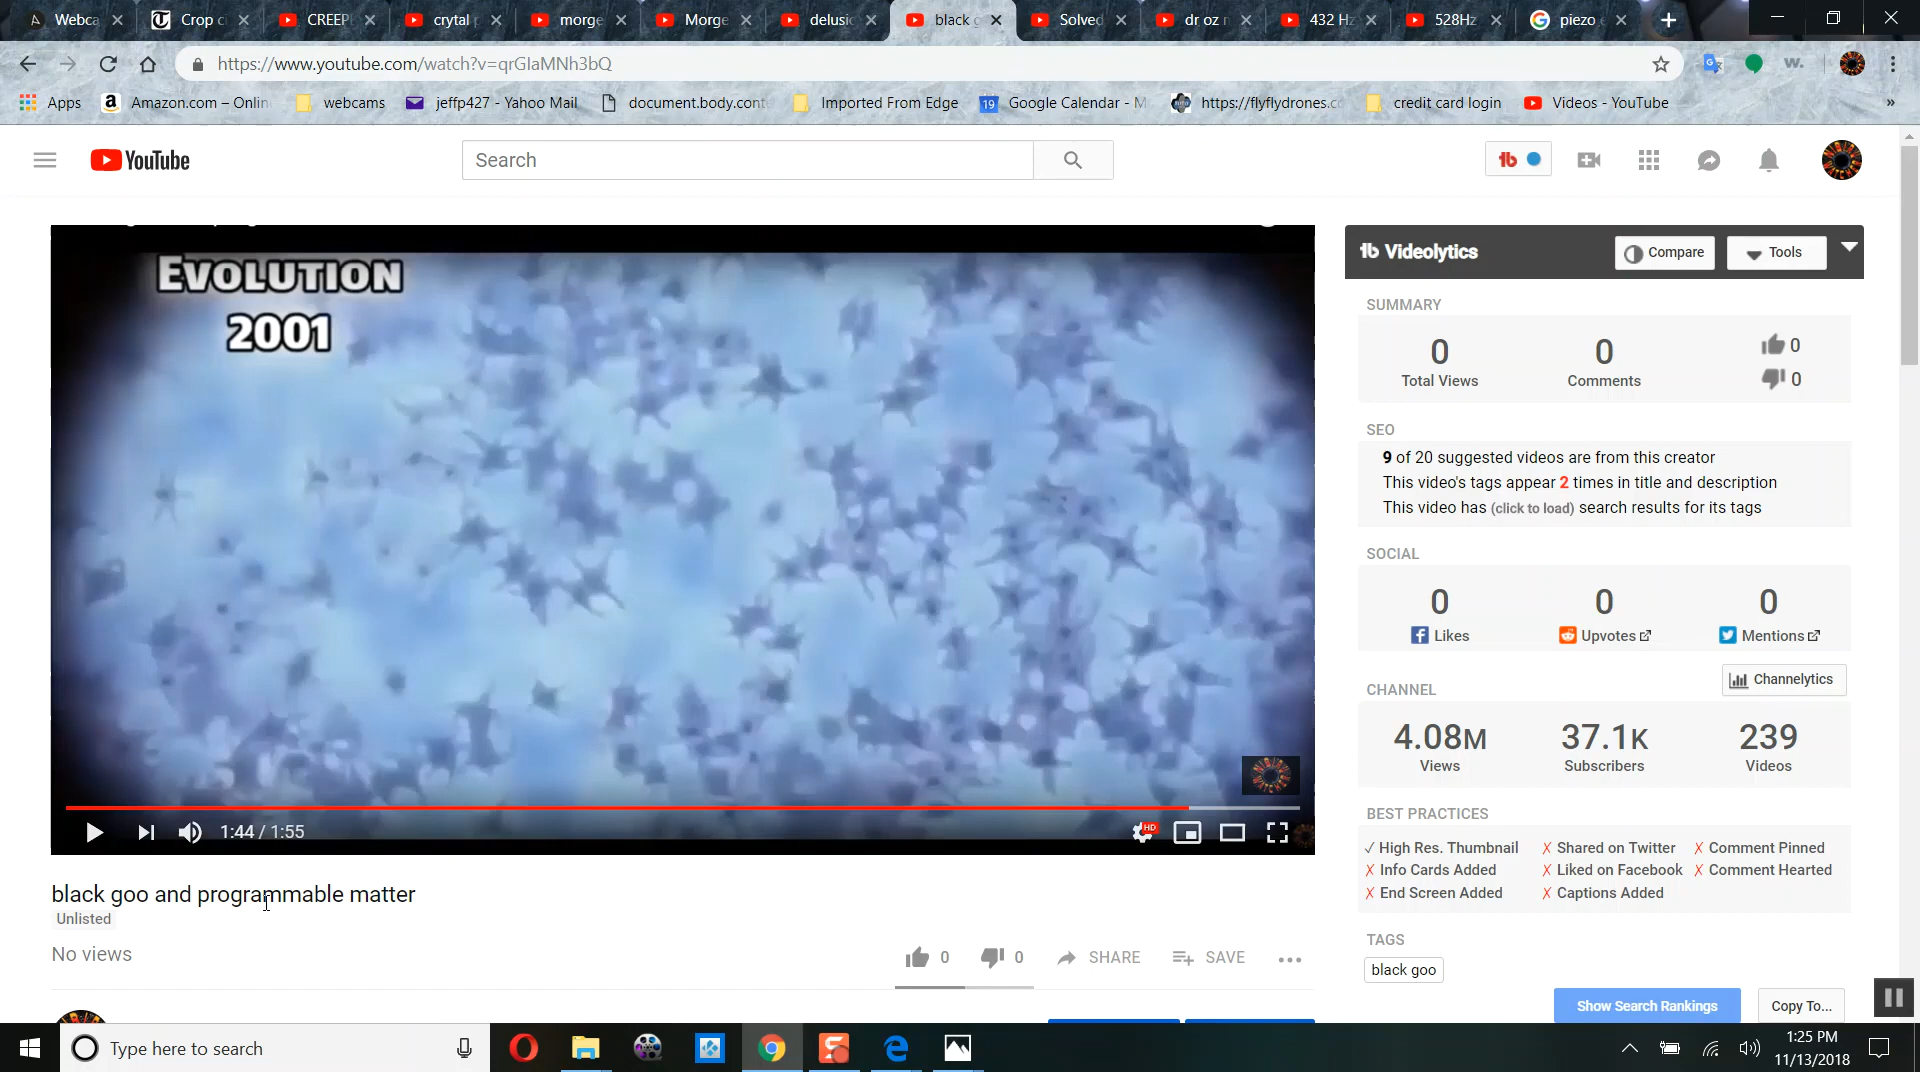 Webca
Crop c
CREEP
crytal p
morge
Morge
delusio
black g
Solved
dr oz n
432 Hz
528Hz
piezo e
https://www.youtube.com/watch?v=qrGIaMNh3bQ
Apps
Amazon.com – Onlin
webcams
jeffp427 - Yahoo Mail
document.body.conte
Imported From Edge
19
Google Calendar - M
https://flyflydrones.co
credit card login
Videos - YouTube
»
YouTube
Search
tb
EVOLUTION
2001
1:44 / 1:55
HD
black goo and programmable matter
Unlisted
No views
0
0
SHARE
SAVE
tb Videolytics
Compare
Tools
SUMMARY
0
Total Views
0
Comments
0
0
SEO
9 of 20 suggested videos are from this creator
This video's tags appear 2 times in title and description
This video has (click to load) search results for its tags
SOCIAL
0
Likes
0
Upvotes
0
Mentions
CHANNEL
Channelytics
4.08M
Views
37.1K
Subscribers
239
Videos
BEST PRACTICES
✓ High Res. Thumbnail
✗ Shared on Twitter
✗ Comment Pinned
✗ Info Cards Added
✗ Liked on Facebook
✗ Comment Hearted
✗ End Screen Added
✗ Captions Added
TAGS
black goo
Show Search Rankings
Copy To...
Type here to search
1:25 PM
11/13/2018